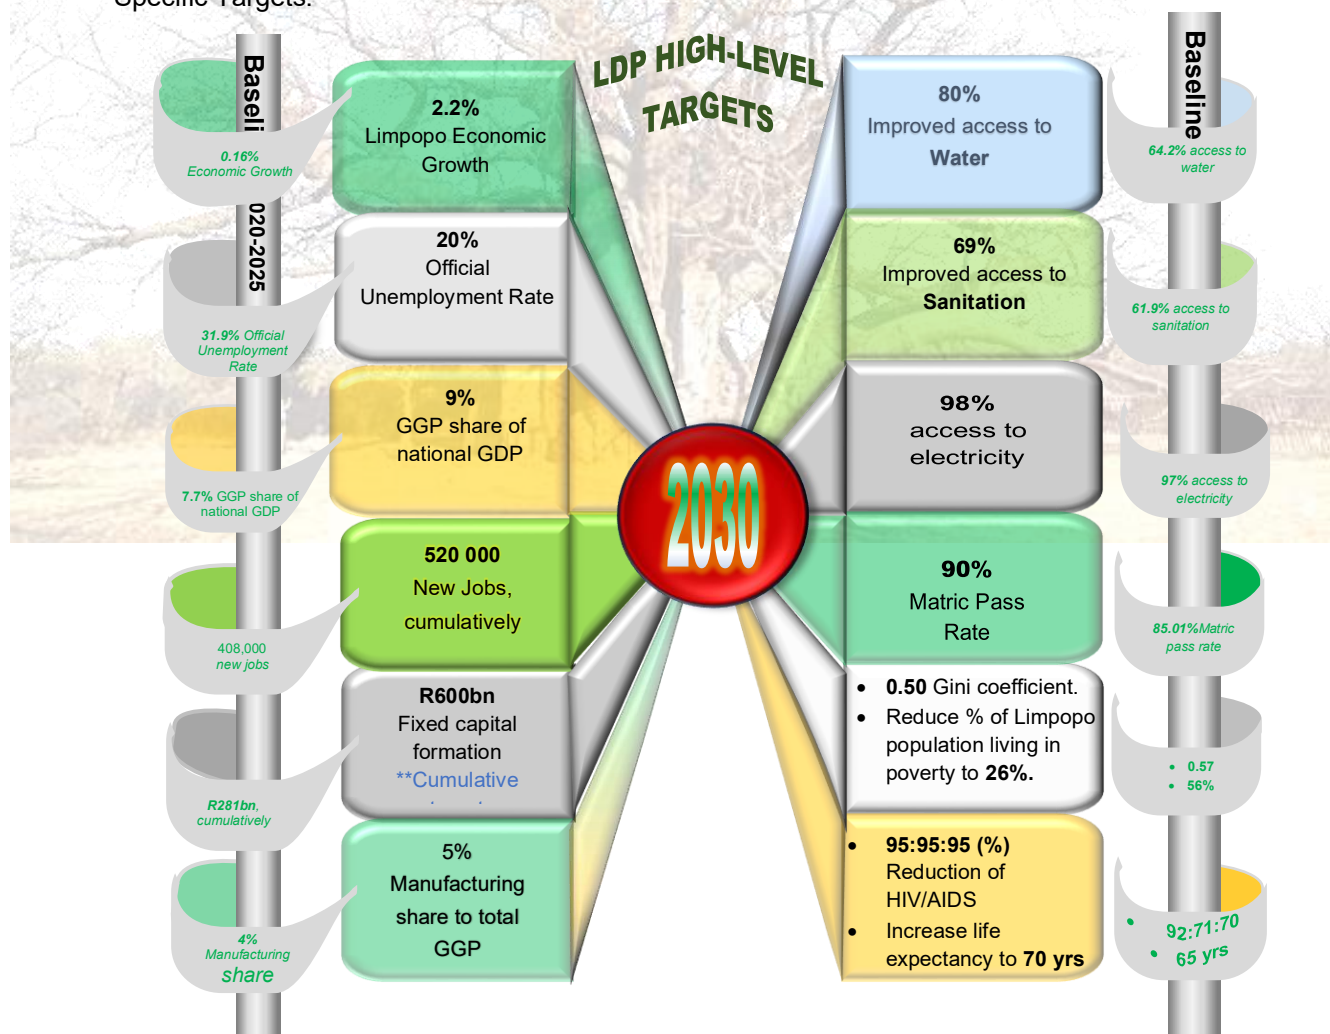 Specific Targets:
LDP HIGH-LEVEL
TARGETS
020-2025
0.16%
Economic Growth
31.9% Official
Unemployment
Rate
7.7% GGP share of
national GDP
408,000
new jobs
R281bn,
cumulatively
4%
Manufacturing
share
2.2%
Limpopo Economic
Growth
20%
Official
Unemployment Rate
9%
GGP share of
national GDP
520 000
New Jobs,
cumulatively
R600bn
Fixed capital
formation
**Cumulative
5%
Manufacturing
share to total
GGP
2030
80%
Improved access to
Water
69%
Improved access to
Sanitation
98%
access to
electricity
90%
Matric Pass
Rate
• 0.50 Gini coefficient.
• Reduce % of Limpopo
population living in
poverty to 26%.
• 95:95:95 (%)
Reduction of
HIV/AIDS
• Increase life
expectancy to 70 yrs
Baseline
64.2% access to
water
61.9% access to
sanitation
97% access to
electricity
85.01%Matric
pass rate
• 0.57
• 56%
• 92:71:70
• 65 yrs